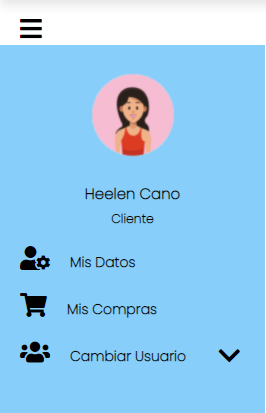 Heelen Cano
Cliente
Mis Datos
Mis Compras
Cambiar Usuario